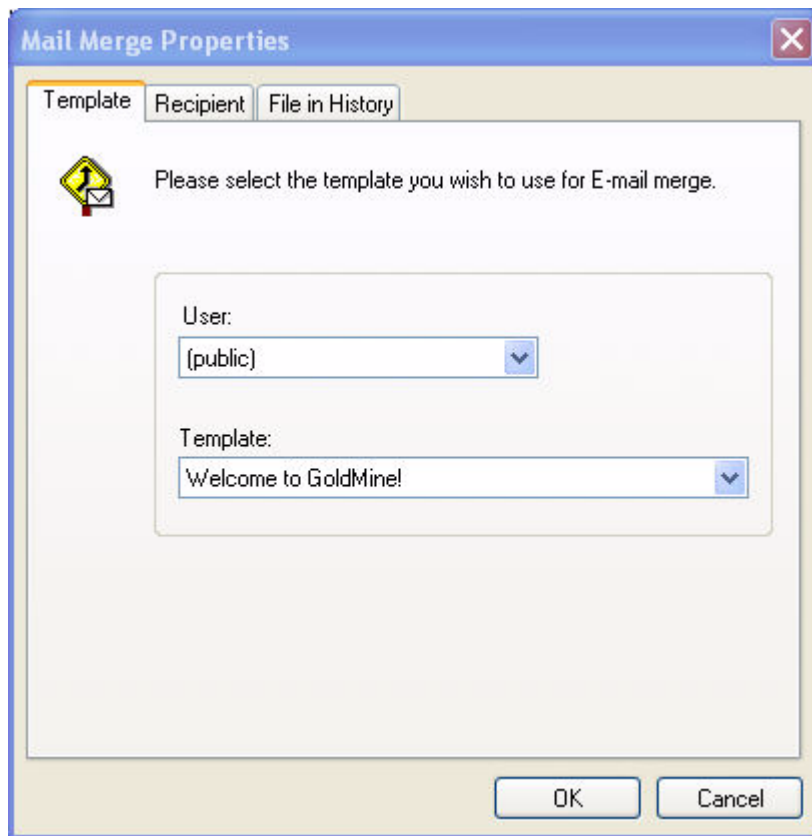 Mail Merge Properties
Template Recipient File in History
Please select the template you wish to use for E-mail merge.
User:
(public)
Template:
Welcome to GoldMine!
OK Cancel